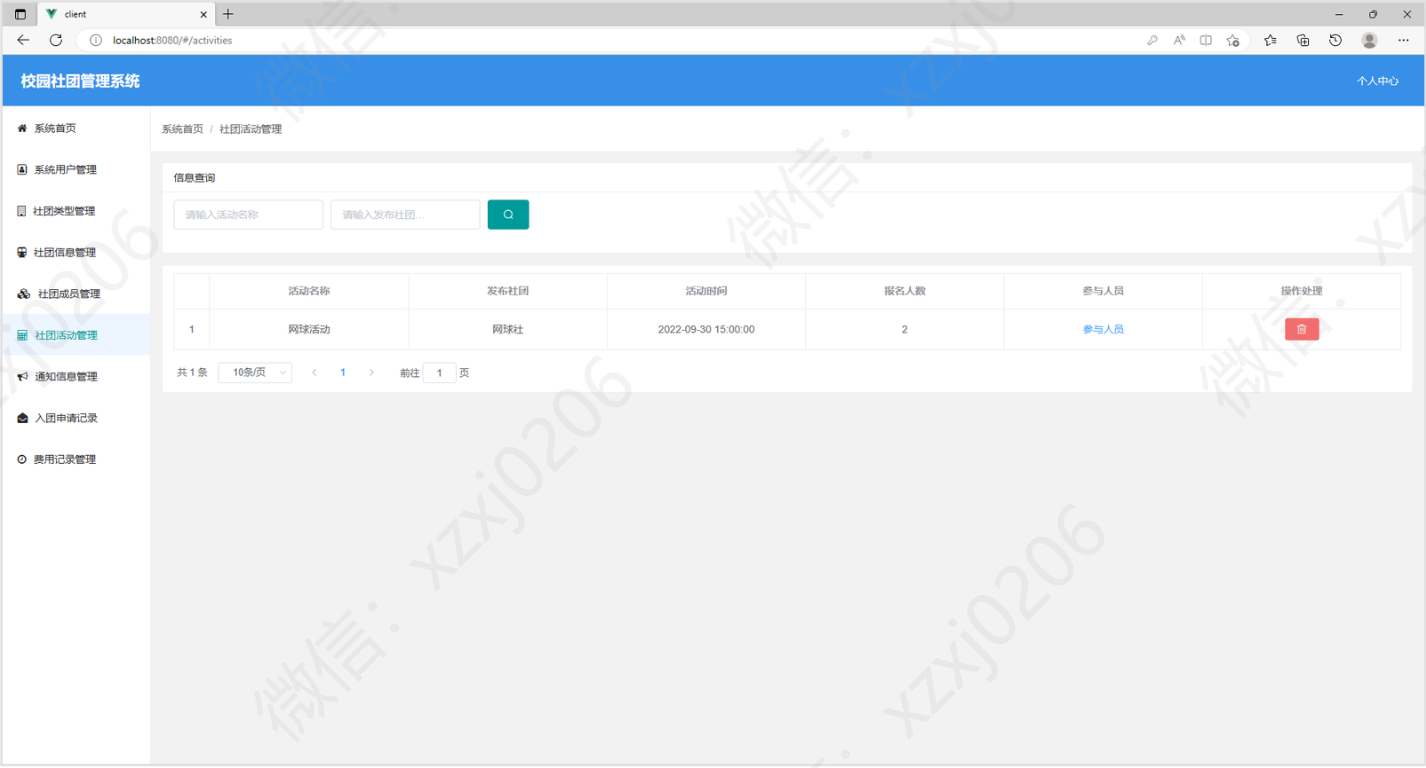 client
localhost:8080/#/activities
校园社团管理系统
个人中心
系统首页
系统用户管理
社团类型管理
社团信息管理
社团成员管理
社团活动管理
通知信息管理
入团申请记录
费用记录管理
系统首页 / 社团活动管理
信息查询
请输入活动名称 请输入发布社团...
活动名称 发布社团 活动时间 报名人数 参与人员 操作处理
1 网球活动 网球社 2022-09-30 15:00:00 2 参与人员
共 1 条 10条/页 1 前往 1 页
微信：xzxj0206
微信：xzxj0206
微信：xzxj0206